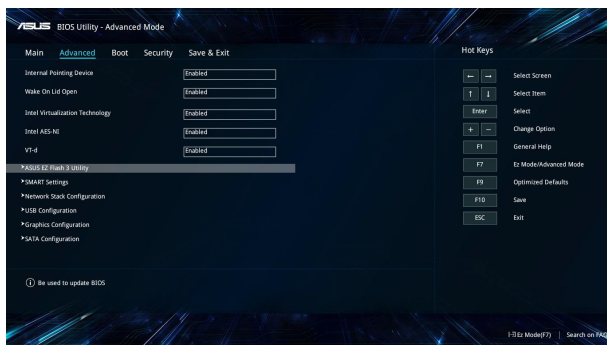 ASUS BIOS Utility - Advanced Mode
Main Advanced Boot Security Save & Exit
Internal Pointing Device Enabled
Wake On Lid Open Enabled
Intel Virtualization Technology Enabled
Intel AES-NI Enabled
VT-d Enabled
ASUS EZ Flash 3 Utility
SMART Settings
Network Stack Configuration
USB Configuration
Graphics Configuration
SATA Configuration
Be used to update BIOS
Hot Keys
← → Select Screen
↑ ↓ Select Item
Enter Select
+ − Change Option
F1 General Help
F7 Ez Mode/Advanced Mode
F9 Optimized Defaults
F10 Save
ESC Exit
Ez Mode(F7) | Search on FAQ